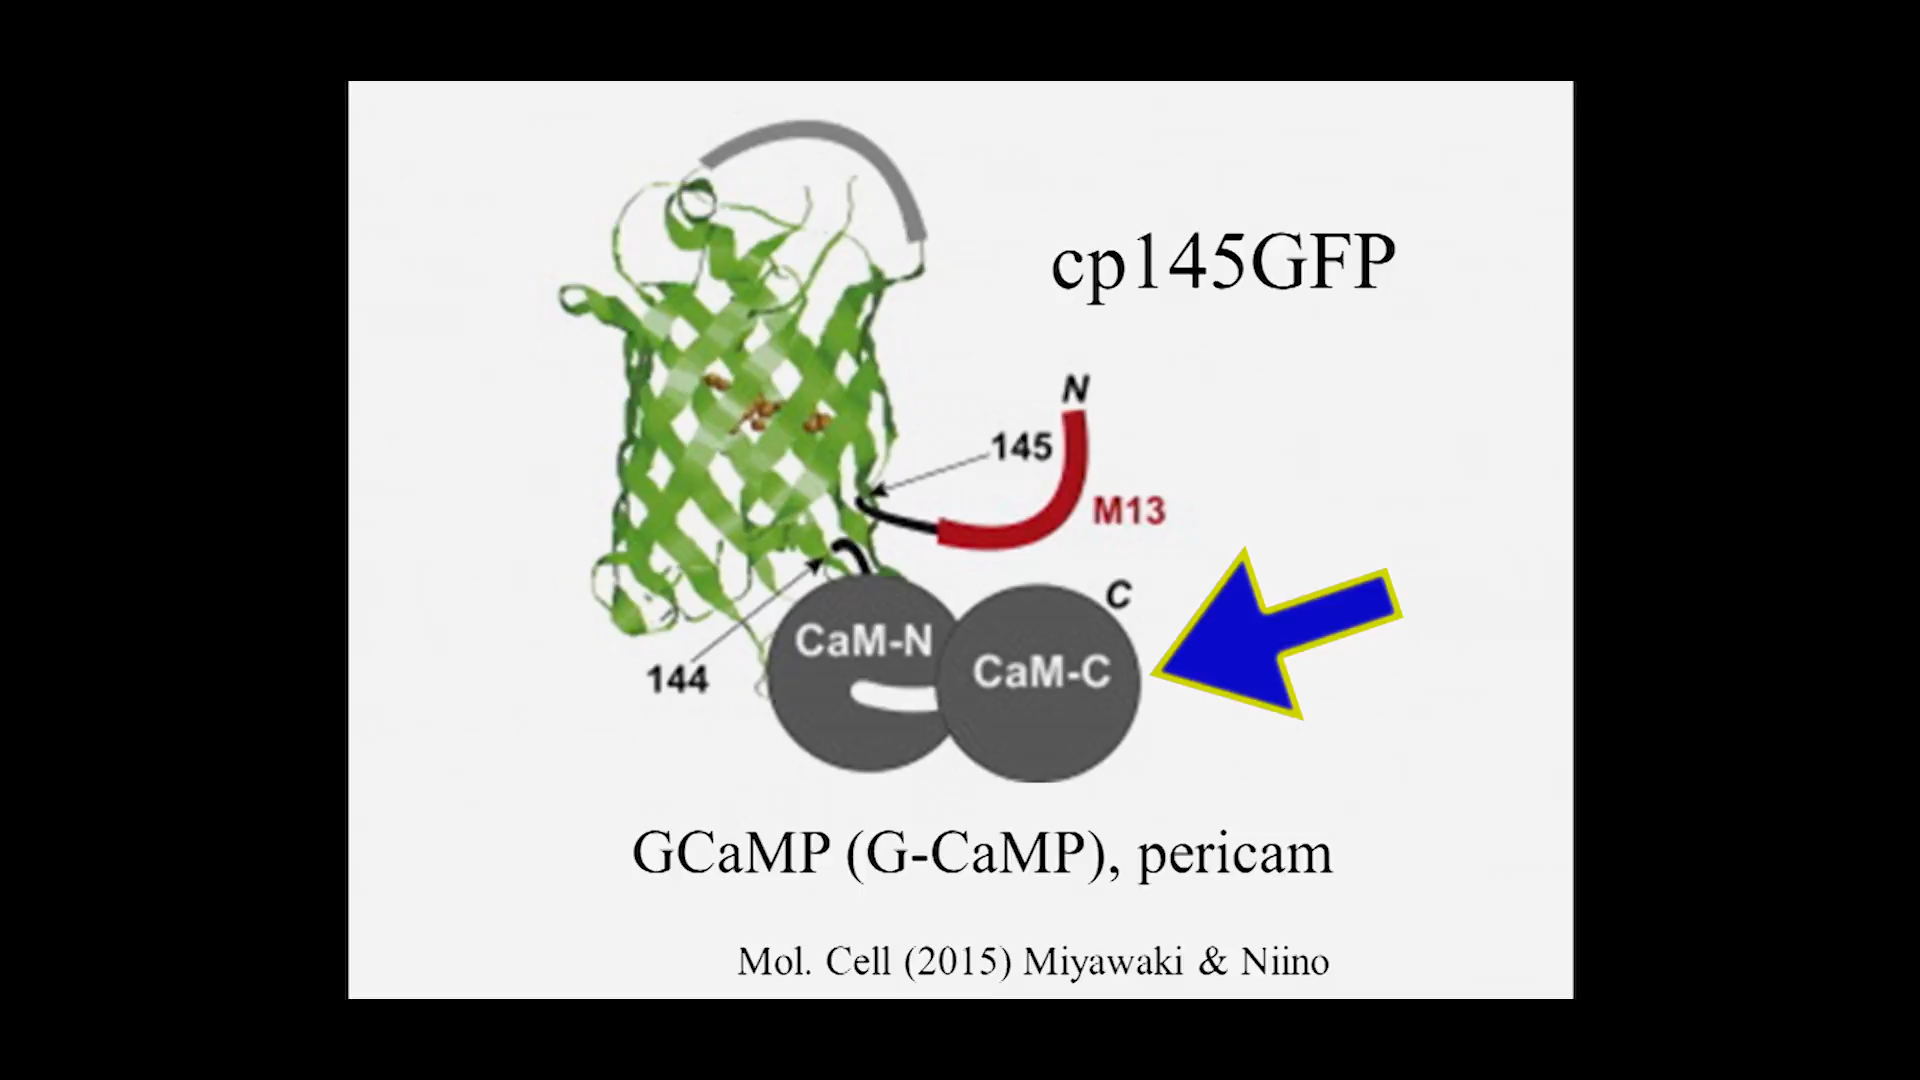 cp145GFP
N
145
M13
C
CaM-N
CaM-C
144
GCaMP (G-CaMP), pericam
Mol. Cell (2015) Miyawaki & Niino